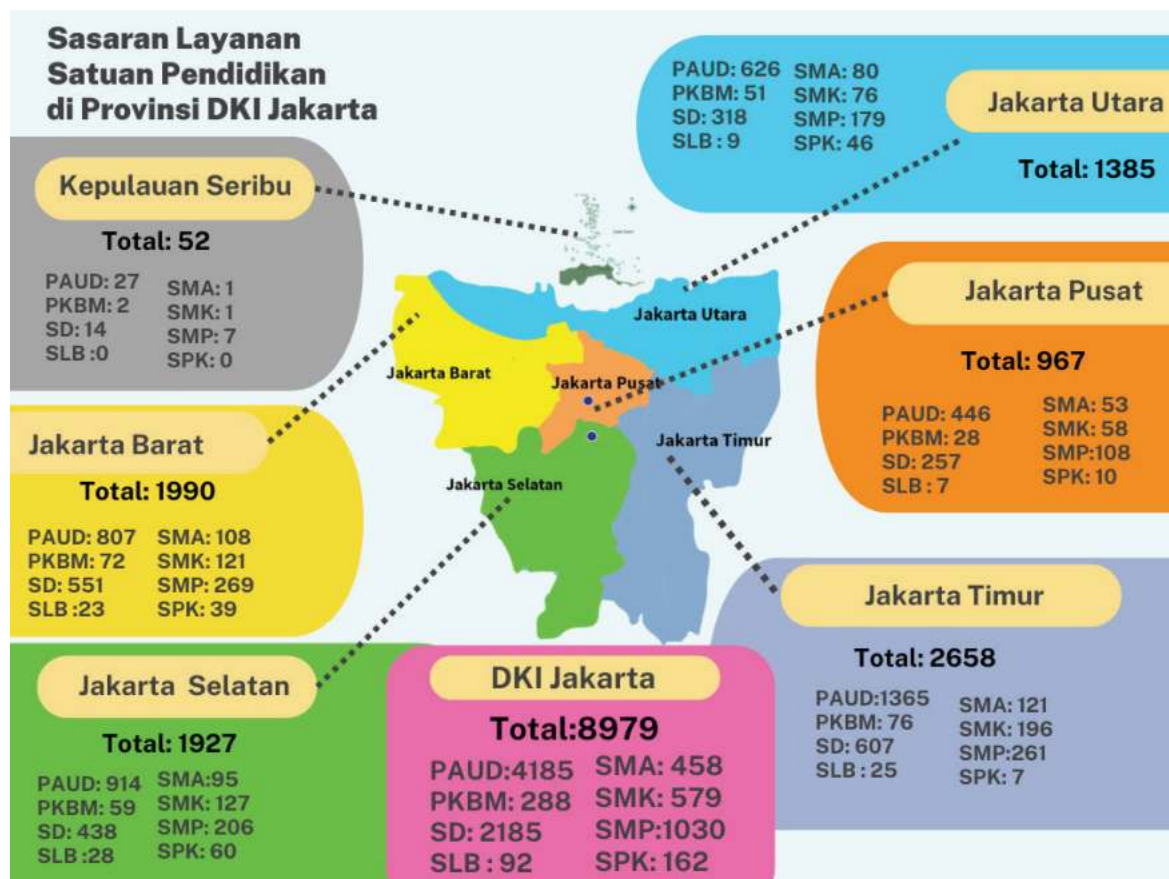 Sasaran Layanan
Satuan Pendidikan
di Provinsi DKI Jakarta
PAUD: 626 SMA: 80
PKBM: 51 SMK: 76
SD: 318 SMP: 179
SLB : 9 SPK: 46
Jakarta Utara
Total: 1385
Kepulauan Seribu
Total: 52
PAUD: 27 SMA: 1
PKBM: 2 SMK: 1
SD: 14 SMP: 7
SLB :0 SPK: 0
Jakarta Pusat
Total: 967
PAUD: 446 SMA: 53
PKBM: 28 SMK: 58
SD: 257 SMP:108
SLB : 7 SPK: 10
Jakarta Utara
Jakarta Barat
Jakarta Pusat
Jakarta Timur
Jakarta Selatan
Jakarta Barat
Total: 1990
PAUD: 807 SMA: 108
PKBM: 72 SMK: 121
SD: 551 SMP: 269
SLB :23 SPK: 39
Jakarta Timur
Total: 2658
PAUD:1365 SMA: 121
PKBM: 76 SMK: 196
SD: 607 SMP:261
SLB : 25 SPK: 7
Jakarta Selatan
Total: 1927
PAUD: 914 SMA:95
PKBM: 59 SMK: 127
SD: 438 SMP: 206
SLB :28 SPK: 60
DKI Jakarta
Total:8979
PAUD:4185 SMA: 458
PKBM: 288 SMK: 579
SD: 2185 SMP:1030
SLB : 92 SPK: 162